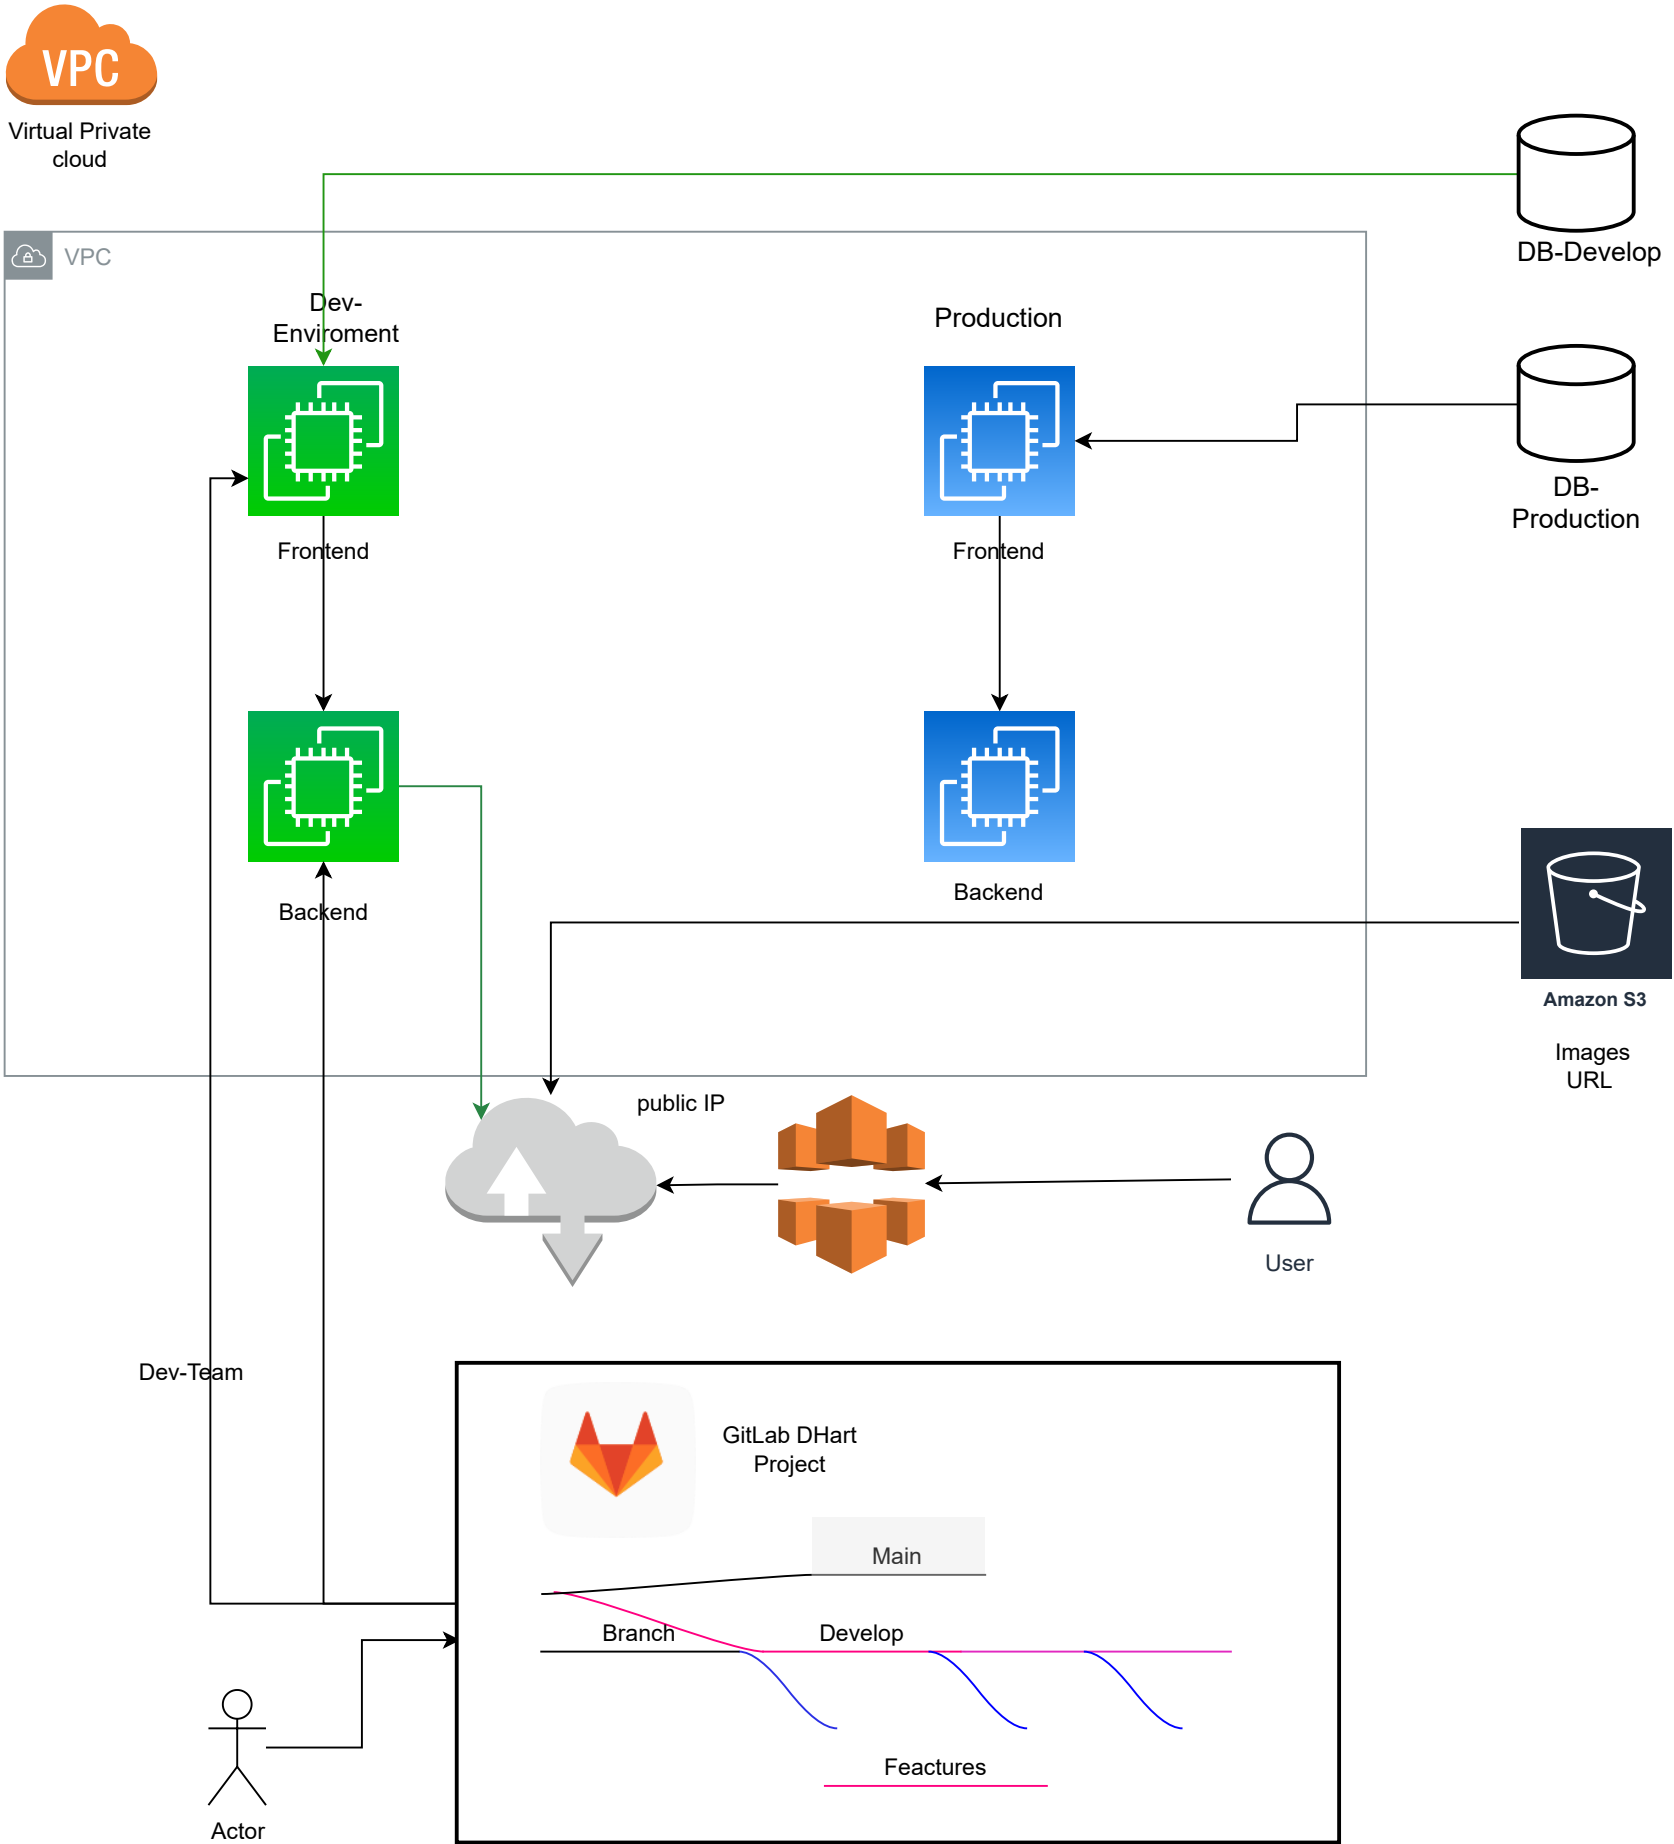 VPC
Virtual Private
cloud
DB-Develop
VPC
Dev-
Enviroment
Production
DB-
Production
Frontend
Frontend
Backend
Backend
Amazon S3
Images
URL
public IP
User
Dev-Team
GitLab DHart
Project
Main
Branch
Develop
Feactures
Actor